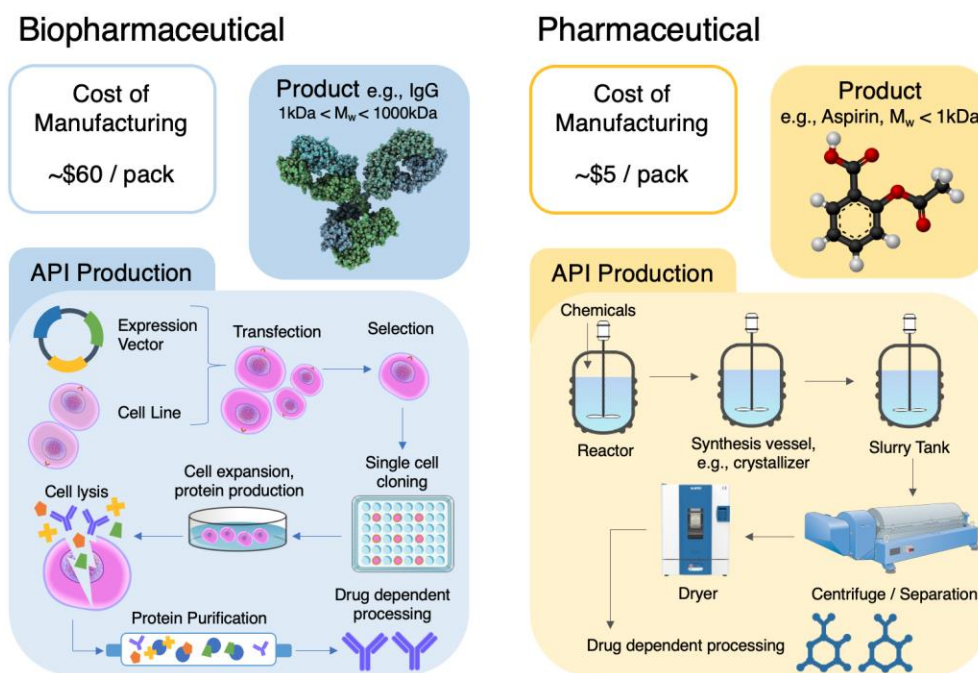 Biopharmaceutical
Cost of
Manufacturing
~$60 / pack
Product e.g., IgG
1kDa < Mw < 1000kDa
API Production
Expression
Vector
Cell Line
Transfection
Selection
Single cell
cloning
Cell expansion,
protein production
Cell lysis
Protein Purification
Drug dependent
processing
Pharmaceutical
Cost of
Manufacturing
~$5 / pack
Product
e.g., Aspirin, Mw < 1kDa
API Production
Chemicals
Reactor
Synthesis vessel,
e.g., crystallizer
Slurry Tank
Centrifuge / Separation
Dryer
Drug dependent processing